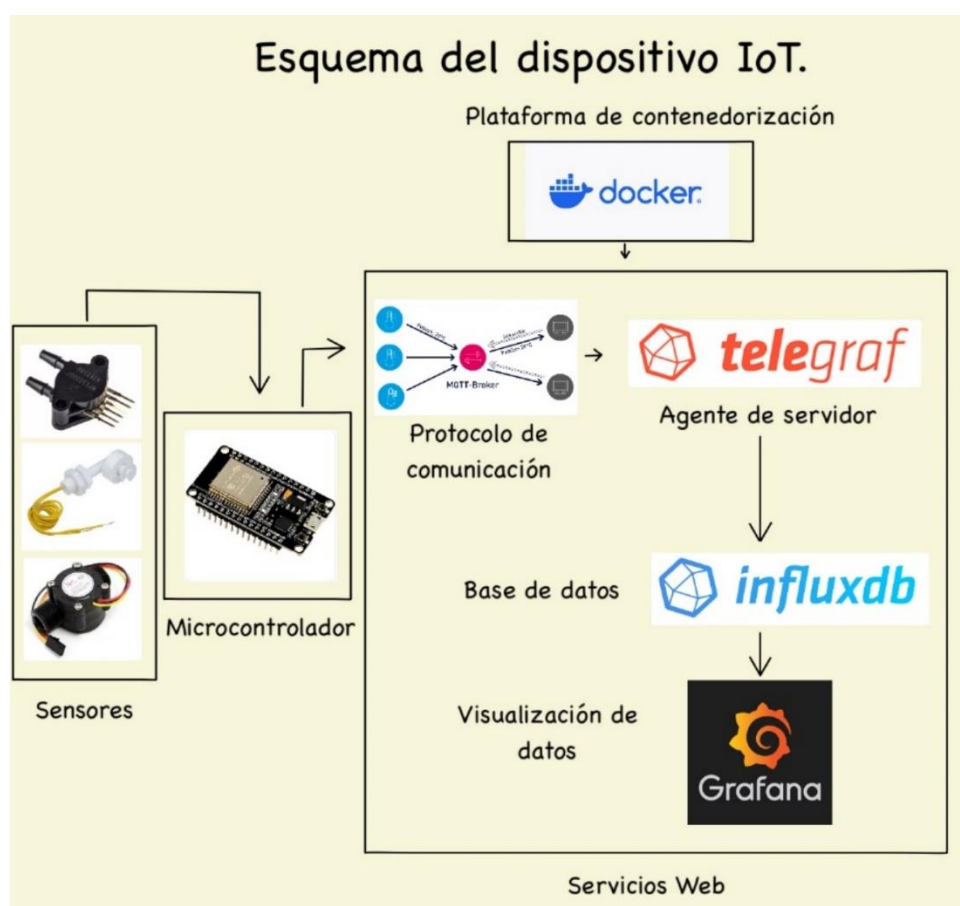 Esquema del dispositivo IoT.
Plataforma de contenedorización
docker.
MQTT-Broker
telegraf
Protocolo de
comunicación
Agente de servidor
Base de datos
influxdb
Microcontrolador
Sensores
Visualización de
datos
Grafana
Servicios Web